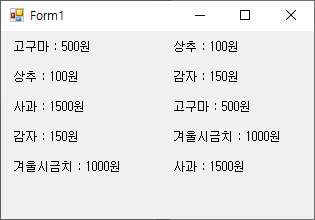 Form1
고구마 : 500원
상추 : 100원
사과 : 1500원
감자 : 150원
겨울시금치 : 1000원
상추 : 100원
감자 : 150원
고구마 : 500원
겨울시금치 : 1000원
사과 : 1500원